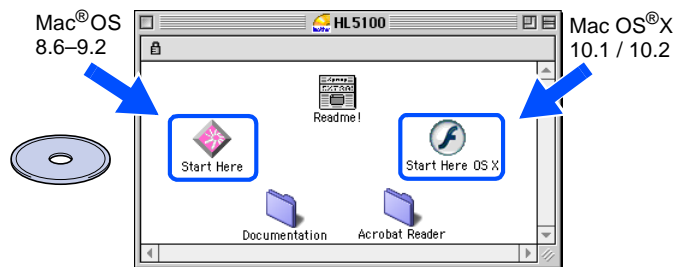 Mac®OS
8.6–9.2
HL5100
Mac OS®X
10.1 / 10.2
Readme!
Start Here
Start Here OS X
Documentation
Acrobat Reader